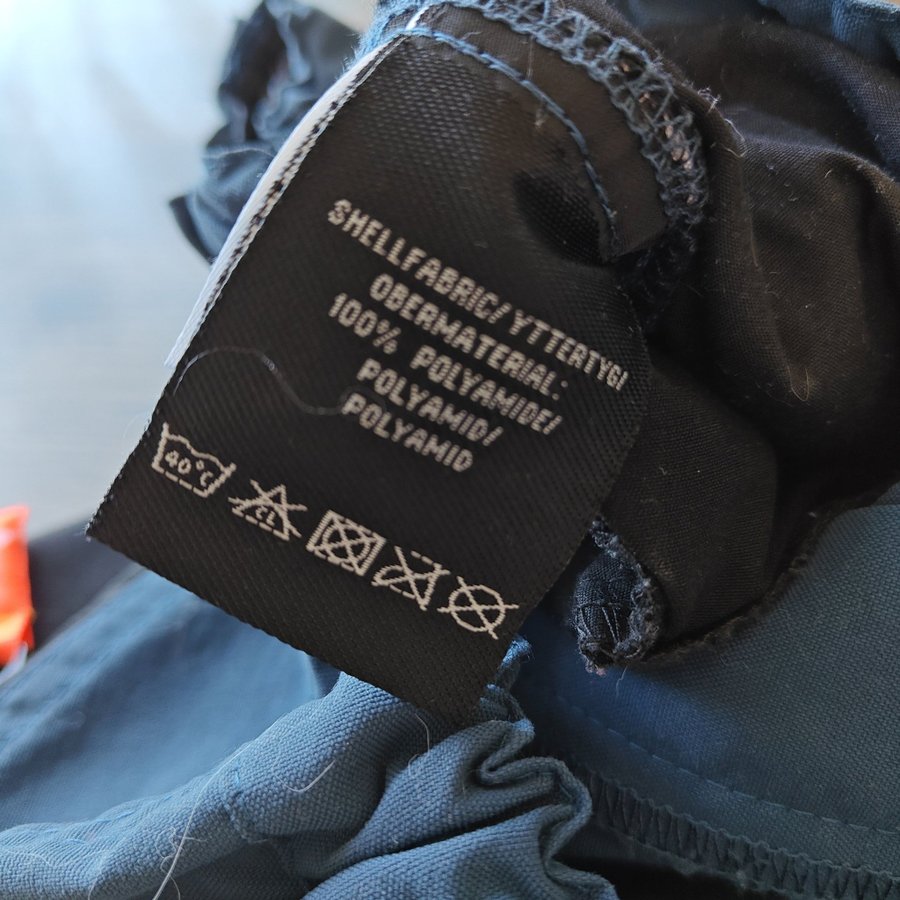 SHELLFABRIC/ YTTERTYG/
OBERMATERIAL:
100% POLYAMIDE/
POLYAMID/
POLYAMID
40°C
CL